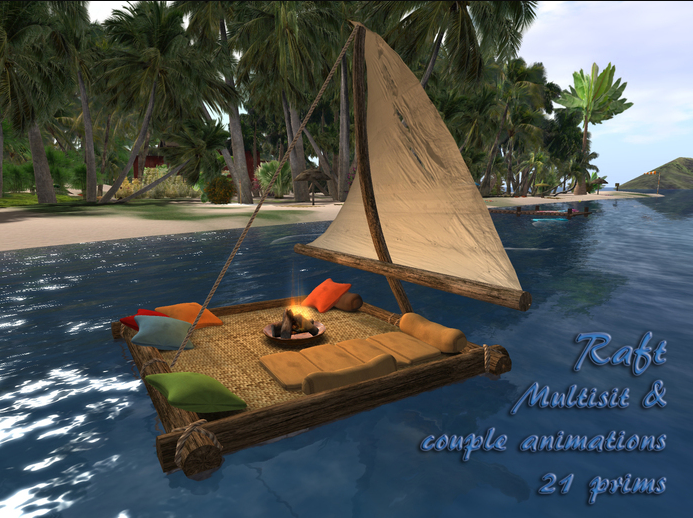 Raft
Multisit &
couple animations
21 prims